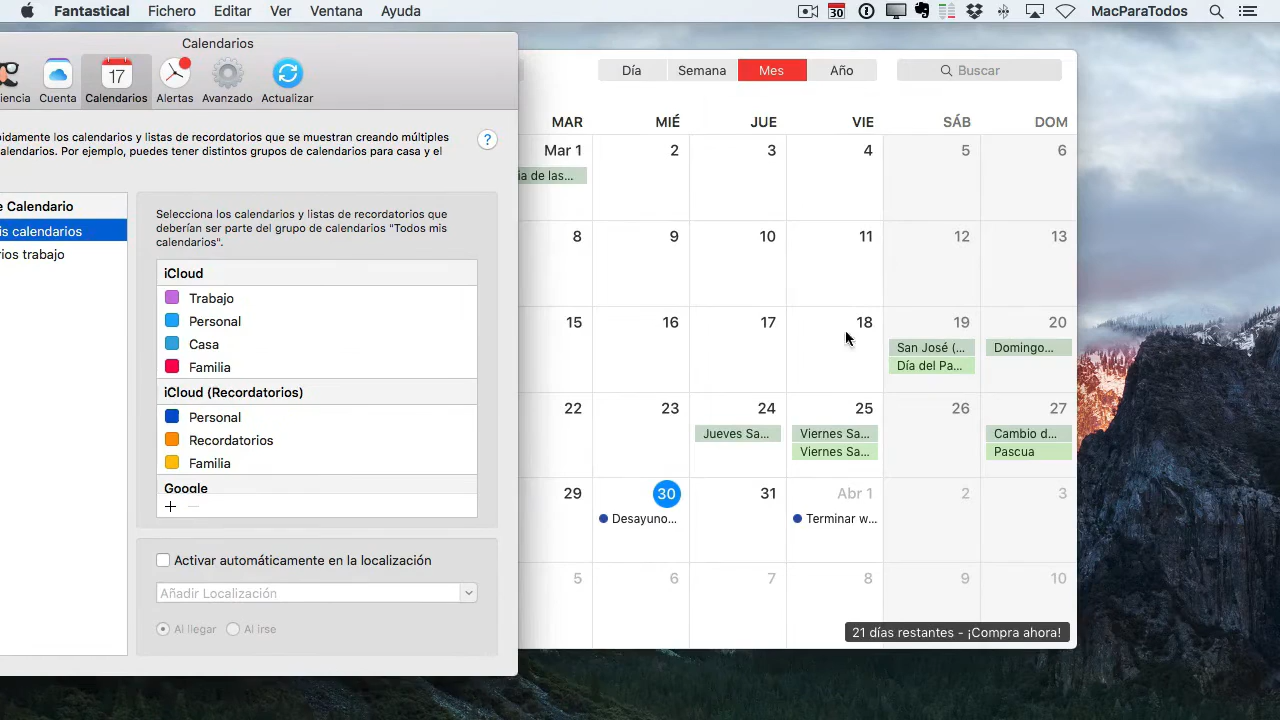 Fantastical Fichero Editar Ver Ventana Ayuda 30 MacParaTodos
Calendarios
iencia Cuenta 17 Calendarios Alertas Avanzado Actualizar
pidamente los calendarios y listas de recordatorios que se muestran creando múltiples
alendarios. Por ejemplo, puedes tener distintos grupos de calendarios para casa y el
?
e Calendario
is calendarios
rios trabajo
Selecciona los calendarios y listas de recordatorios que
deberían ser parte del grupo de calendarios "Todos mis
calendarios".
iCloud
Trabajo
Personal
Casa
Familia
iCloud (Recordatorios)
Personal
Recordatorios
Familia
Google
+ −
Activar automáticamente en la localización
Añadir Localización
Al llegar Al irse
Día Semana Mes Año Buscar
MAR MIÉ JUE VIE SÁB DOM
Mar 1 2 3 4 5 6
ia de las...
8 9 10 11 12 13
15 16 17 18 19 20
San José (... Domingo...
Día del Pa...
22 23 24 25 26 27
Jueves Sa... Viernes Sa... Cambio d...
Viernes Sa... Pascua
29 30 31 Abr 1 2 3
Desayuno... Terminar w...
5 6 7 8 9 10
21 días restantes - ¡Compra ahora!